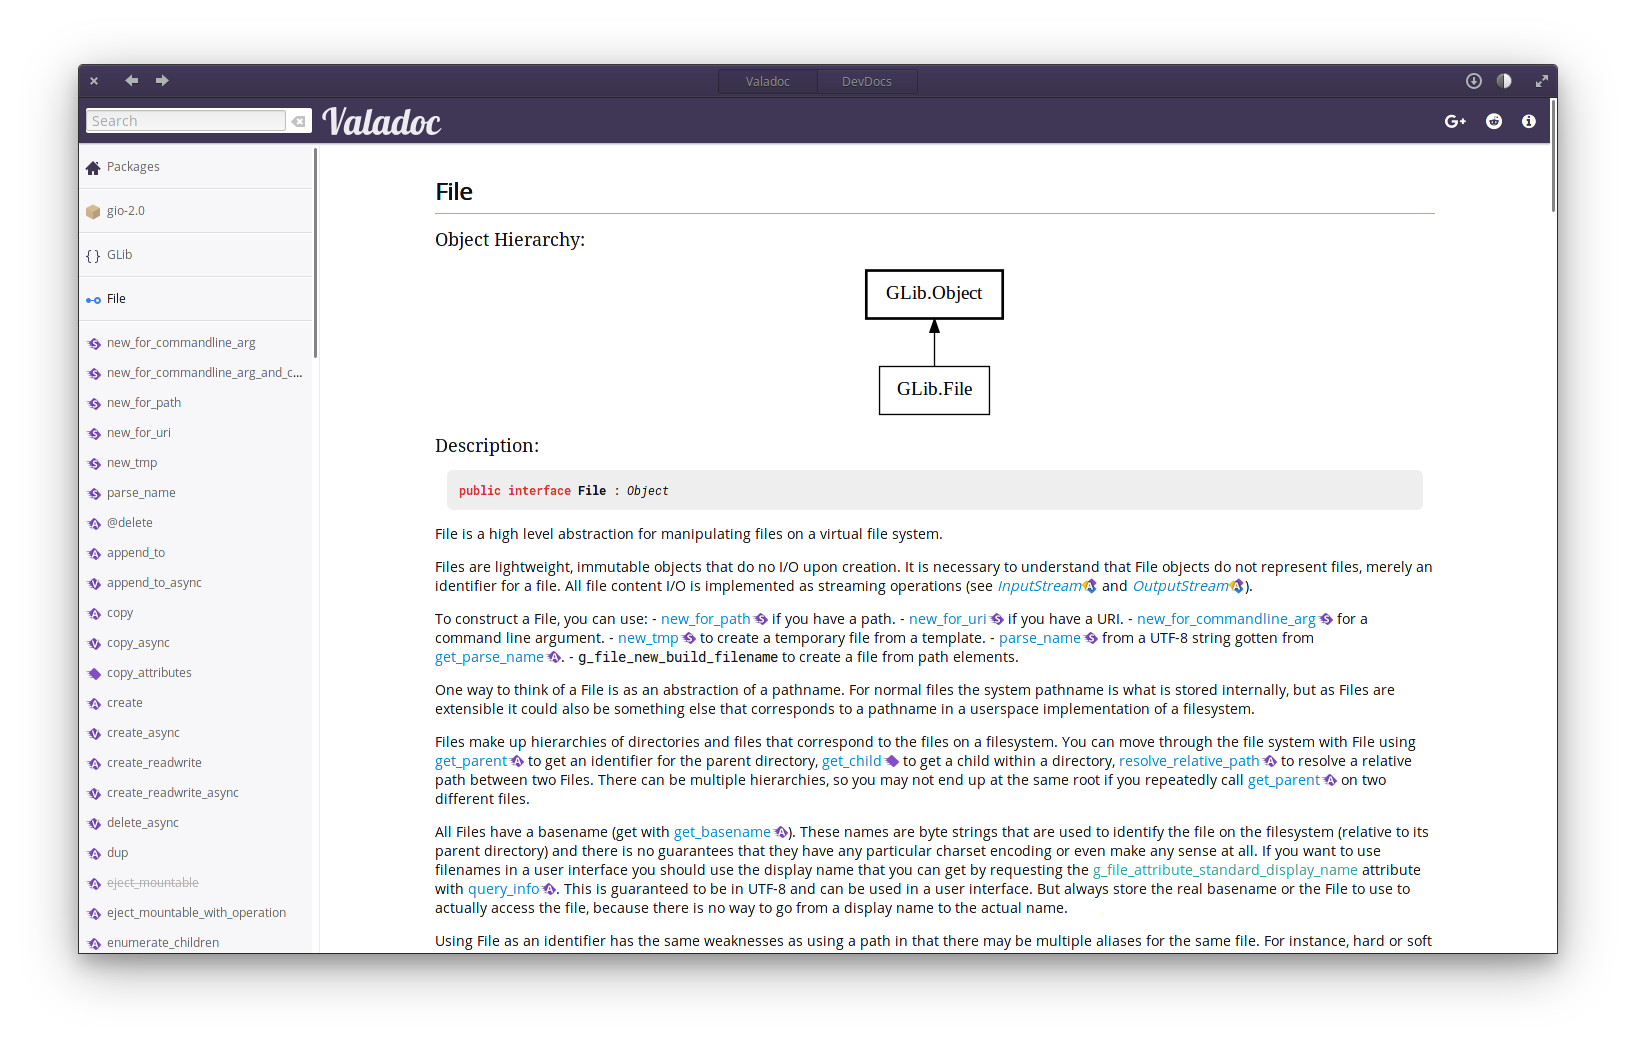 Valadoc
DevDocs
Search
Valadoc
G+
Packages
gio-2.0
{ } GLib
File
new_for_commandline_arg
new_for_commandline_arg_and_c...
new_for_path
new_for_uri
new_tmp
parse_name
@delete
append_to
append_to_async
copy
copy_async
copy_attributes
create
create_async
create_readwrite
create_readwrite_async
delete_async
dup
eject_mountable
eject_mountable_with_operation
enumerate_children
File
Object Hierarchy:
GLib.Object
GLib.File
Description:
public interface File : Object
File is a high level abstraction for manipulating files on a virtual file system.
Files are lightweight, immutable objects that do no I/O upon creation. It is necessary to understand that File objects do not represent files, merely an
identifier for a file. All file content I/O is implemented as streaming operations (see InputStream and OutputStream).
To construct a File, you can use: - new_for_path if you have a path. - new_for_uri if you have a URI. - new_for_commandline_arg for a
command line argument. - new_tmp to create a temporary file from a template. - parse_name from a UTF-8 string gotten from
get_parse_name. - g_file_new_build_filename to create a file from path elements.
One way to think of a File is as an abstraction of a pathname. For normal files the system pathname is what is stored internally, but as Files are
extensible it could also be something else that corresponds to a pathname in a userspace implementation of a filesystem.
Files make up hierarchies of directories and files that correspond to the files on a filesystem. You can move through the file system with File using
get_parent to get an identifier for the parent directory, get_child to get a child within a directory, resolve_relative_path to resolve a relative
path between two Files. There can be multiple hierarchies, so you may not end up at the same root if you repeatedly call get_parent on two
different files.
All Files have a basename (get with get_basename). These names are byte strings that are used to identify the file on the filesystem (relative to its
parent directory) and there is no guarantees that they have any particular charset encoding or even make any sense at all. If you want to use
filenames in a user interface you should use the display name that you can get by requesting the g_file_attribute_standard_display_name attribute
with query_info. This is guaranteed to be in UTF-8 and can be used in a user interface. But always store the real basename or the File to use to
actually access the file, because there is no way to go from a display name to the actual name.
Using File as an identifier has the same weaknesses as using a path in that there may be multiple aliases for the same file. For instance, hard or soft